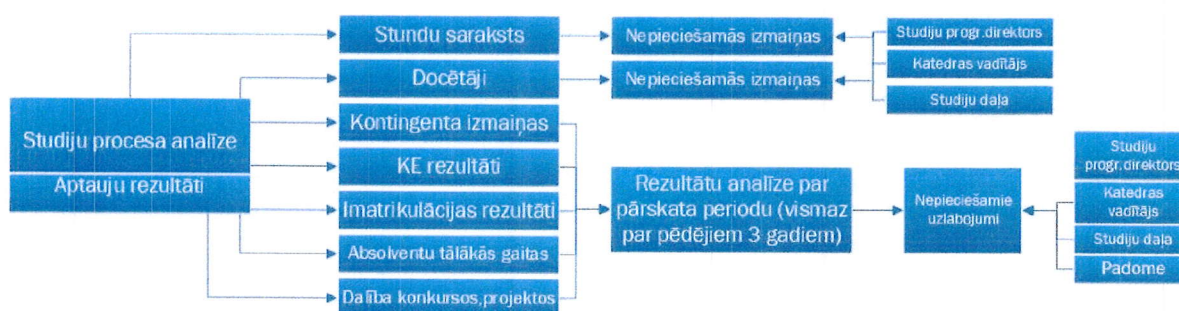 Studiju procesa analīze
Aptauju rezultāti
Stundu saraksts
Docētāji
Kontingenta izmaiņas
KE rezultāti
Imatrikulācijas rezultāti
Absolventu tālākās gaitas
Dalība konkursos,projektos
Nepieciešamās izmaiņas
Nepieciešamās izmaiņas
Studiju progr.direktors
Katedras vadītājs
Studiju daļa
Rezultātu analīze par
pārskata periodu (vismaz
par pēdējiem 3 gadiem)
Nepieciešamie
uzlabojumi
Studiju
progr.direktors
Katedras
vadītājs
Studiju daļa
Padome